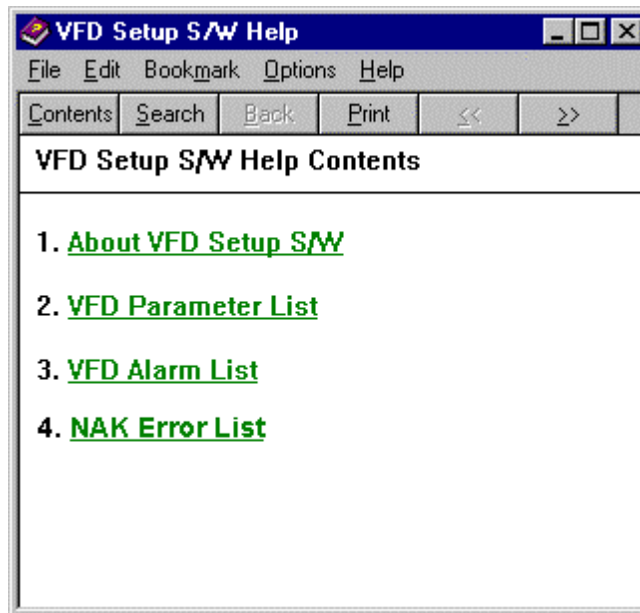 VFD Setup S/W Help
File Edit Bookmark Options Help
Contents Search Back Print << >>
VFD Setup S/W Help Contents
1. About VFD Setup S/W
2. VFD Parameter List
3. VFD Alarm List
4. NAK Error List